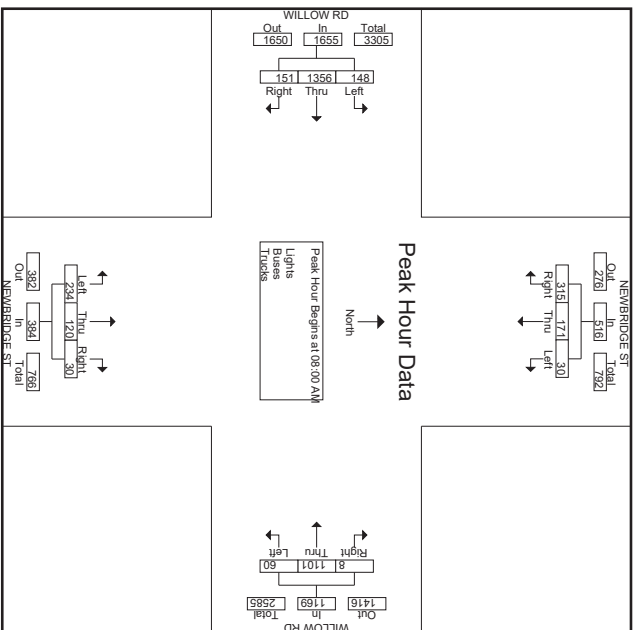 WILLOW RD
Out In Total
1650 1655 3305
151 1356 148
Right Thru Left
NEWBRIDGE ST
Out In Total
382 384 766
Left Thru Right
234 120 30
Peak Hour Data
North
Peak Hour Begins at 08:00 AM
Lights
Buses
Trucks
NEWBRIDGE ST
Out In Total
276 516 792
315 171 30
Right Thru Left
Left Thru Right
60 1101 8
2585 1169 1416
Total In Out
WILLOW RD